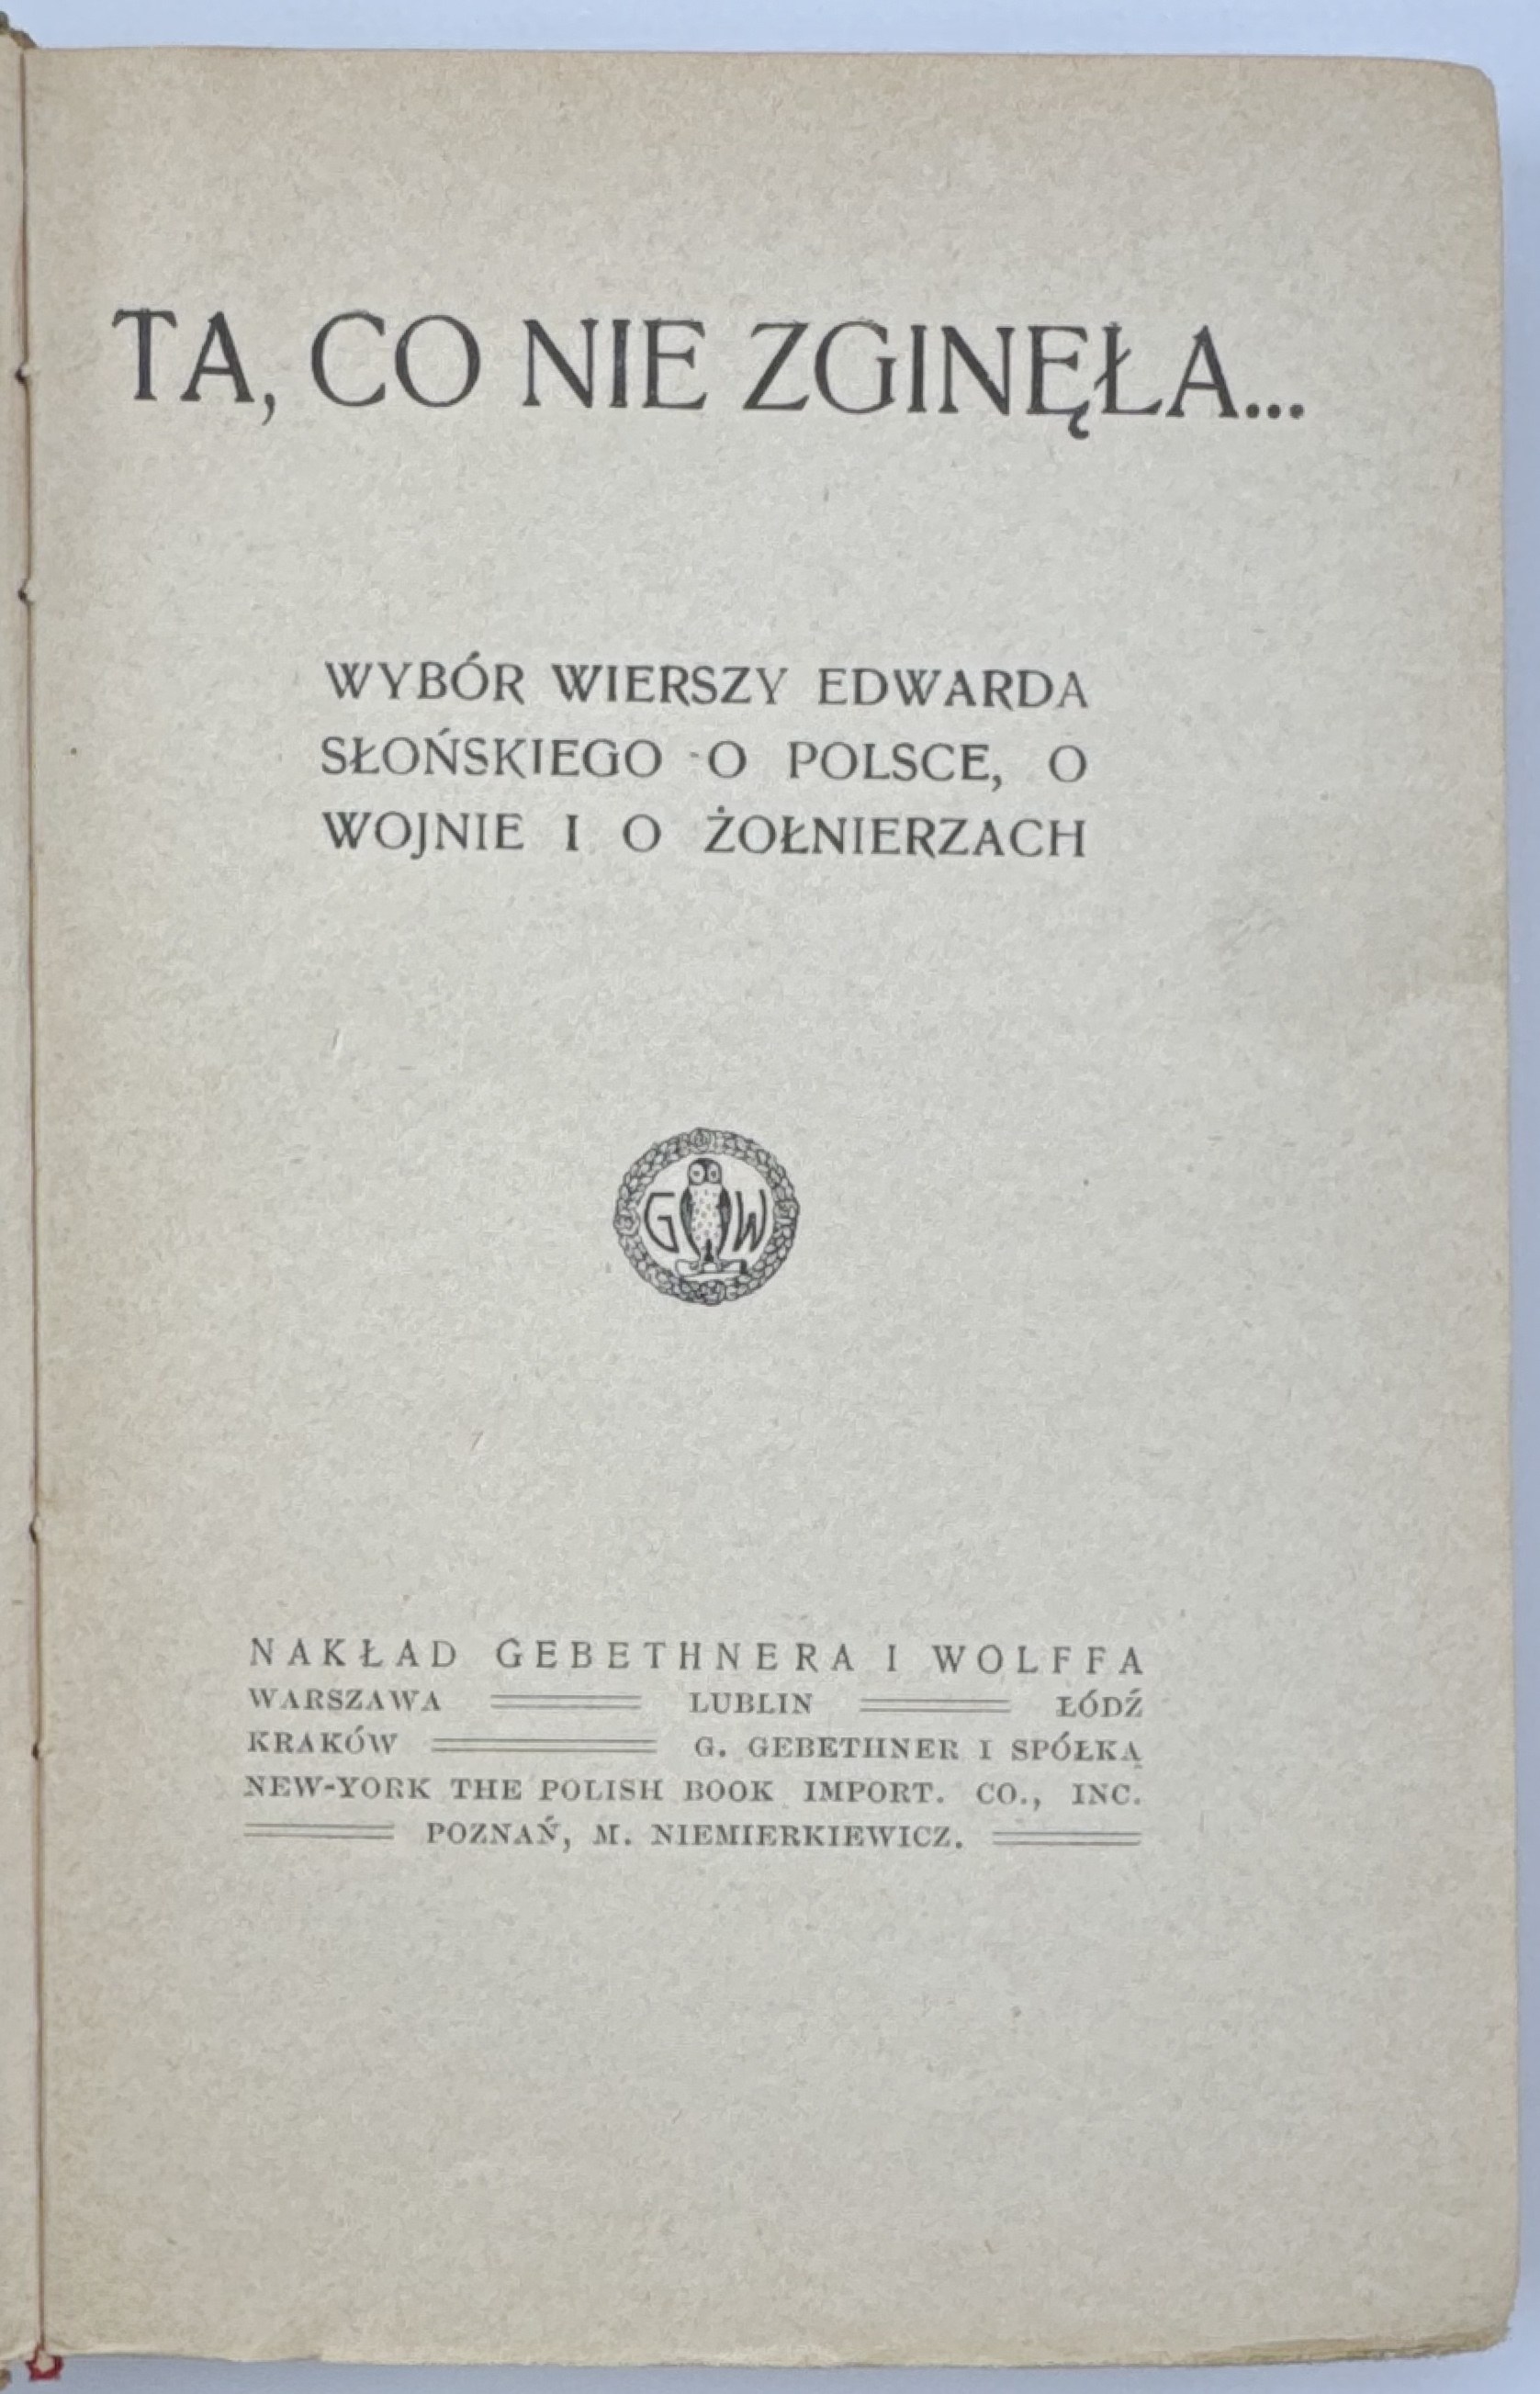 TA, CO NIE ZGINĘŁA...
WYBÓR WIERSZY EDWARDA
SŁOŃSKIEGO O POLSCE, O
WOJNIE I O ŻOŁNIERZACH
G W
NAKŁAD GEBETHNERA I WOLFFA
WARSZAWA LUBLIN ŁÓDŹ
KRAKÓW G. GEBETHNER I SPÓŁKA
NEW-YORK THE POLISH BOOK IMPORT. CO., INC.
POZNAŃ, M. NIEMIERKIEWICZ.